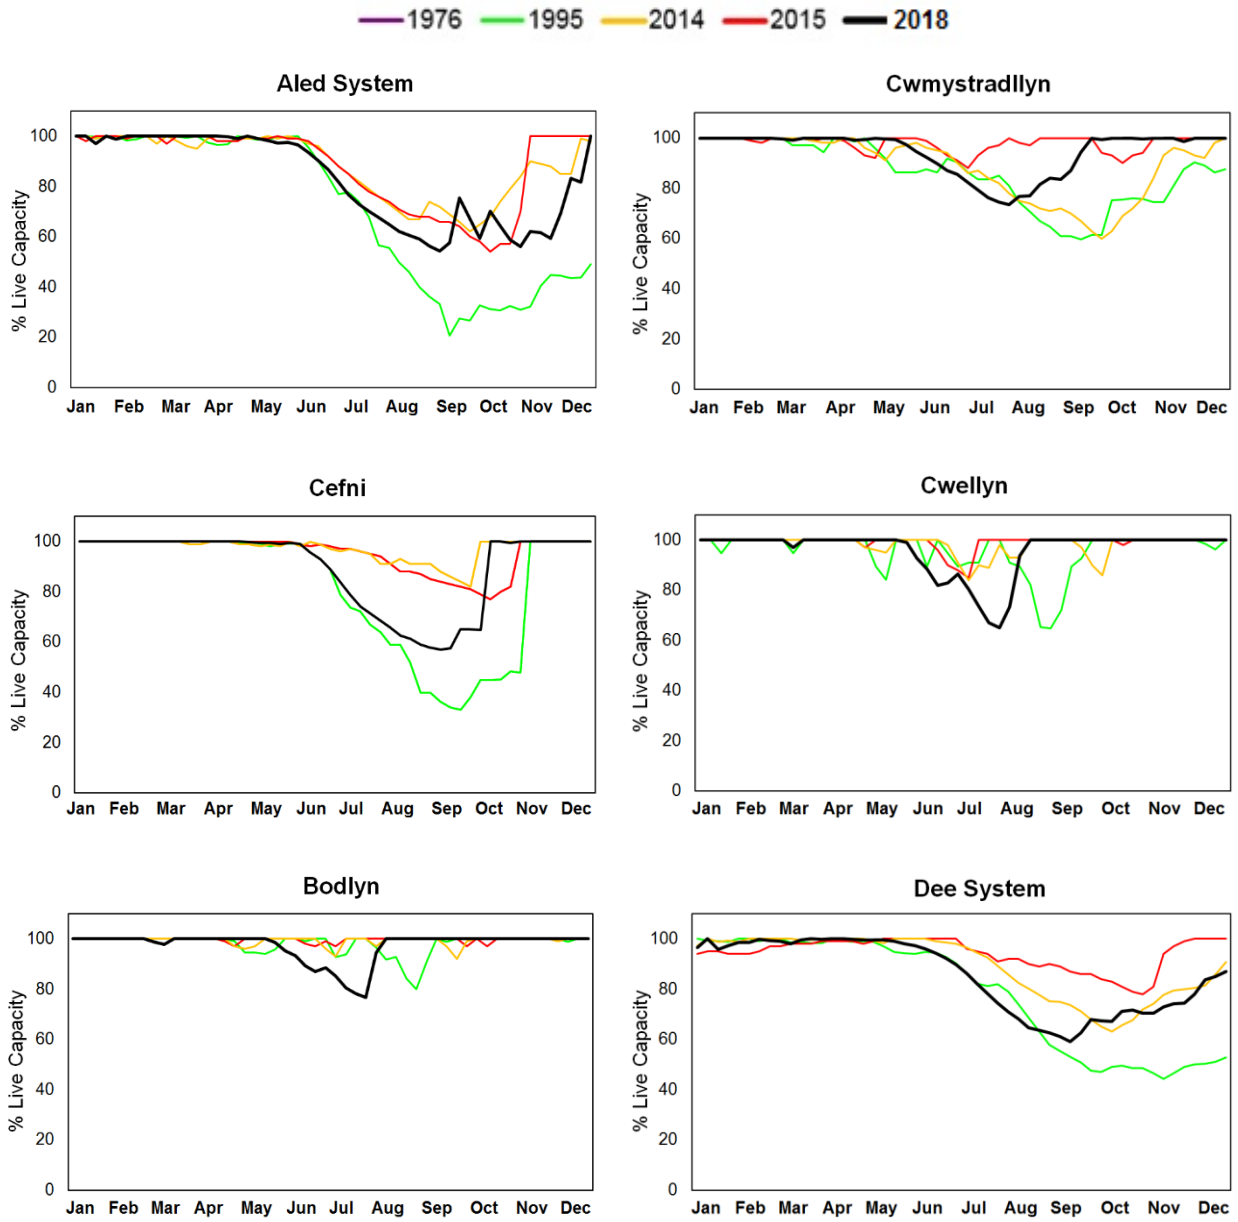 1976 1995 2014 2015 2018
Aled System
% Live Capacity
100
80
60
40
20
0
Jan Feb Mar Apr May Jun Jul Aug Sep Oct Nov Dec
Cwmystradllyn
% Live Capacity
100
80
60
40
20
0
Jan Feb Mar Apr May Jun Jul Aug Sep Oct Nov Dec
Cefni
% Live Capacity
100
80
60
40
20
0
Jan Feb Mar Apr May Jun Jul Aug Sep Oct Nov Dec
Cwellyn
% Live Capacity
100
80
60
40
20
0
Jan Feb Mar Apr May Jun Jul Aug Sep Oct Nov Dec
Bodlyn
% Live Capacity
100
80
60
40
20
0
Jan Feb Mar Apr May Jun Jul Aug Sep Oct Nov Dec
Dee System
% Live Capacity
100
80
60
40
20
0
Jan Feb Mar Apr May Jun Jul Aug Sep Oct Nov Dec